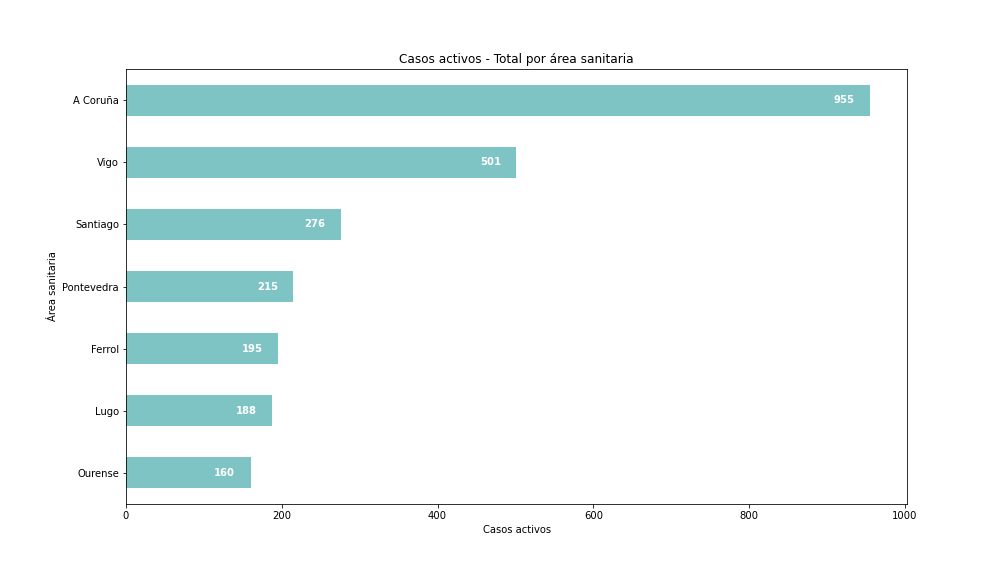 Casos activos - Total por área sanitaria
A Coruña 955
Vigo 501
Santiago 276
Pontevedra 215
Ferrol 195
Lugo 188
Ourense 160
Área sanitaria
0 200 400 600 800 1000
Casos activos